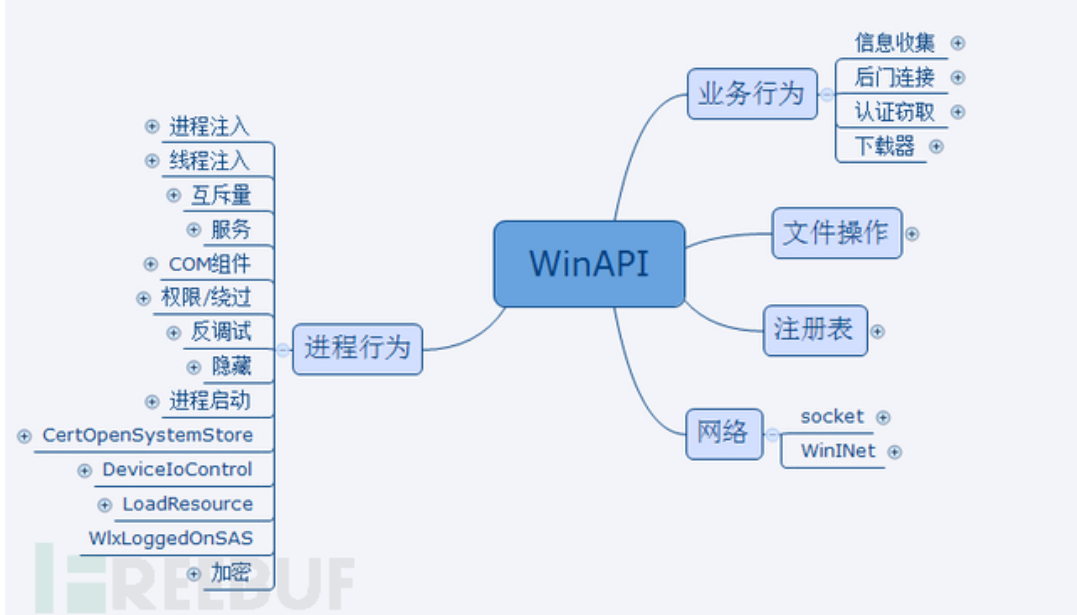 WinAPI
业务行为
信息收集
后门连接
认证窃取
下载器
文件操作
注册表
网络
socket
WinINet
进程行为
进程注入
线程注入
互斥量
服务
COM组件
权限/绕过
反调试
隐藏
进程启动
CertOpenSystemStore
DeviceIoControl
LoadResource
WlxLoggedOnSAS
加密
FREEBUF